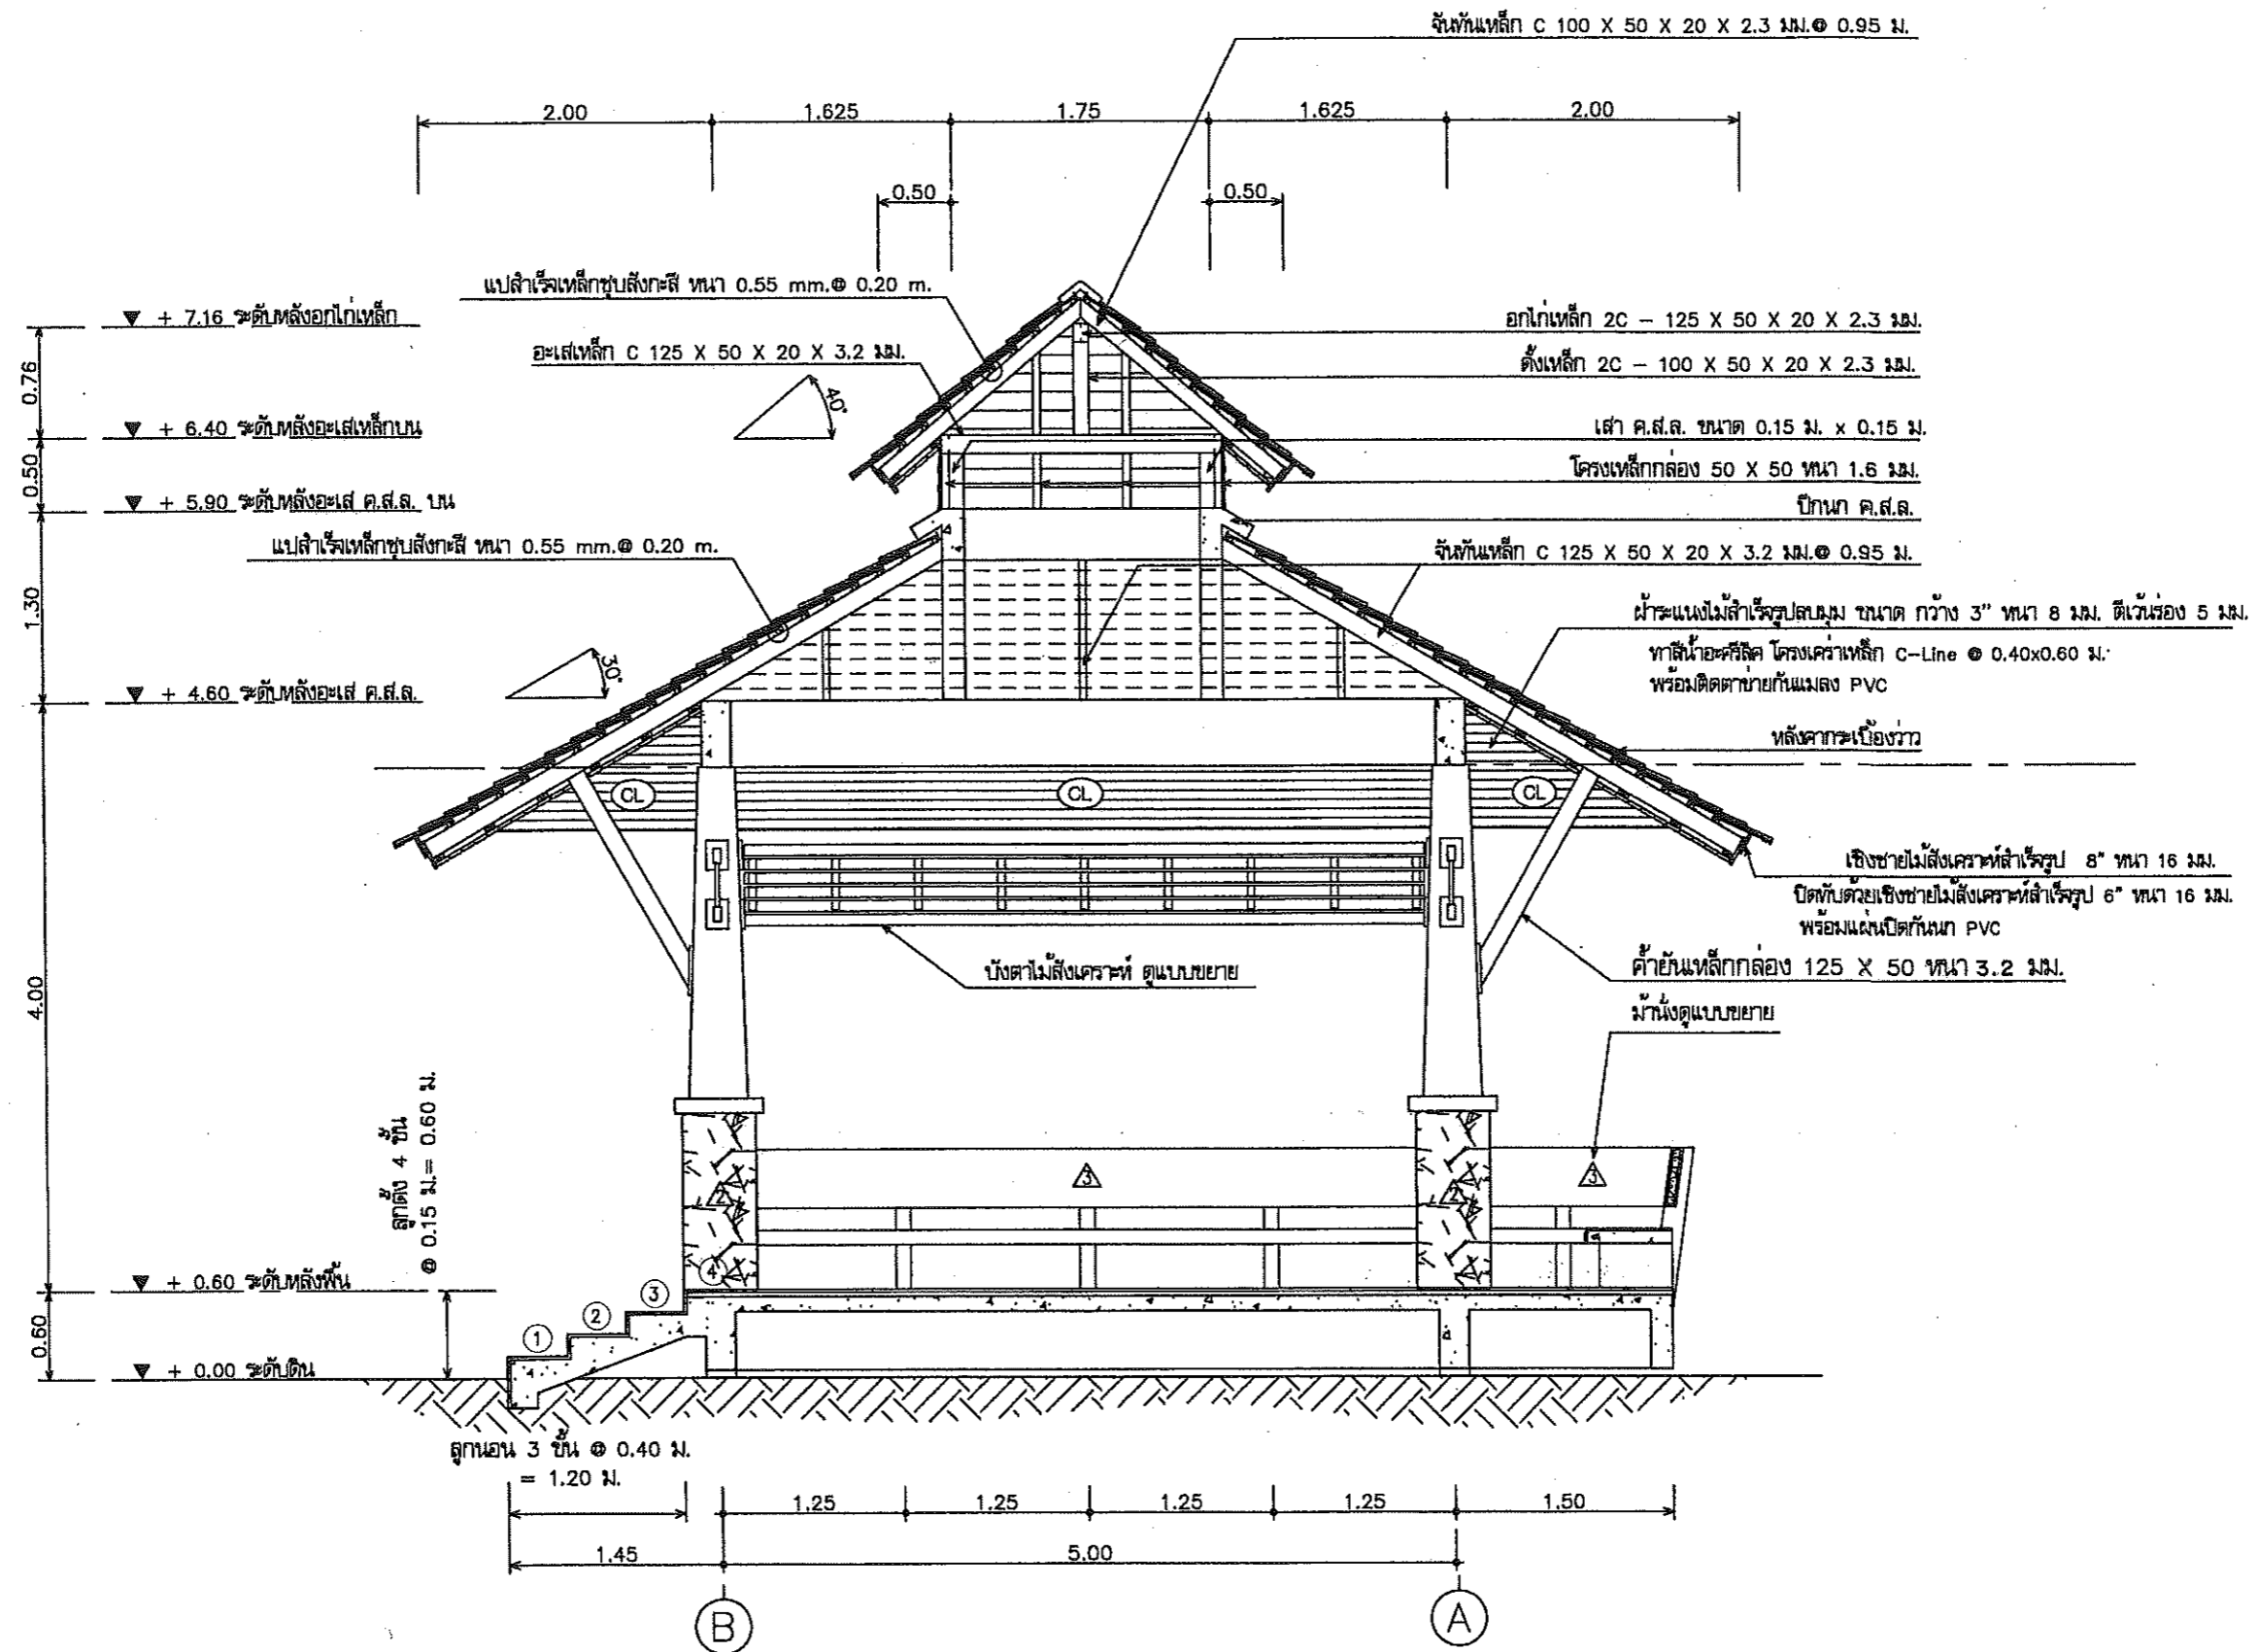 จันทันเหล็ก C 100 X 50 X 20 X 2.3 มม.@ 0.95 ม.
2.00 1.625 1.75 1.625 2.00
0.50 0.50
แปสำเร็จเหล็กชุบสังกะสี หนา 0.55 mm.@ 0.20 m.
+ 7.16 ระดับหลังอกไก่เหล็ก
อกไก่เหล็ก 2C – 125 X 50 X 20 X 2.3 มม.
อะเสเหล็ก C 125 X 50 X 20 X 3.2 มม.
ดั้งเหล็ก 2C – 100 X 50 X 20 X 2.3 มม.
0.76
40°
+ 6.40 ระดับหลังอะเสเหล็กบน
เสา ค.ส.ล. ขนาด 0.15 ม. x 0.15 ม.
โครงเหล็กกล่อง 50 X 50 หนา 1.6 มม.
0.50
+ 5.90 ระดับหลังอะเส ค.ส.ล. บน
ปีกนก ค.ส.ล.
แปสำเร็จเหล็กชุบสังกะสี หนา 0.55 mm.@ 0.20 m.
จันทันเหล็ก C 125 X 50 X 20 X 3.2 มม.@ 0.95 ม.
1.30
ฝ้าระแนงไม้สำเร็จรูปลบมุม ขนาด กว้าง 3" หนา 8 มม. ตีเว้นร่อง 5 มม.
ทาสีน้ำอะครีลิค โครงเคร่าเหล็ก C-Line @ 0.40x0.60 ม.
พร้อมติดตาข่ายกันแมลง PVC
30°
+ 4.60 ระดับหลังอะเส ค.ส.ล.
หลังคากระเบื้องว่าว
CL CL CL
เชิงชายไม้สังเคราะห์สำเร็จรูป 8" หนา 16 มม.
ปิดทับด้วยเชิงชายไม้สังเคราะห์สำเร็จรูป 6" หนา 16 มม.
พร้อมแผ่นปิดกันนก PVC
บังตาไม้สังเคราะห์ ดูแบบขยาย
ค้ำยันเหล็กกล่อง 125 X 50 หนา 3.2 มม.
4.00
ม้านั่งดูแบบขยาย
ลูกตั้ง 4 ขั้น
@ 0.15 ม.= 0.60 ม.
3 3
2 2
+ 0.60 ระดับหลังพื้น
4
3
2
1
0.60
+ 0.00 ระดับดิน
ลูกนอน 3 ขั้น @ 0.40 ม.
= 1.20 ม.
1.25 1.25 1.25 1.25 1.50
1.45 5.00
B A